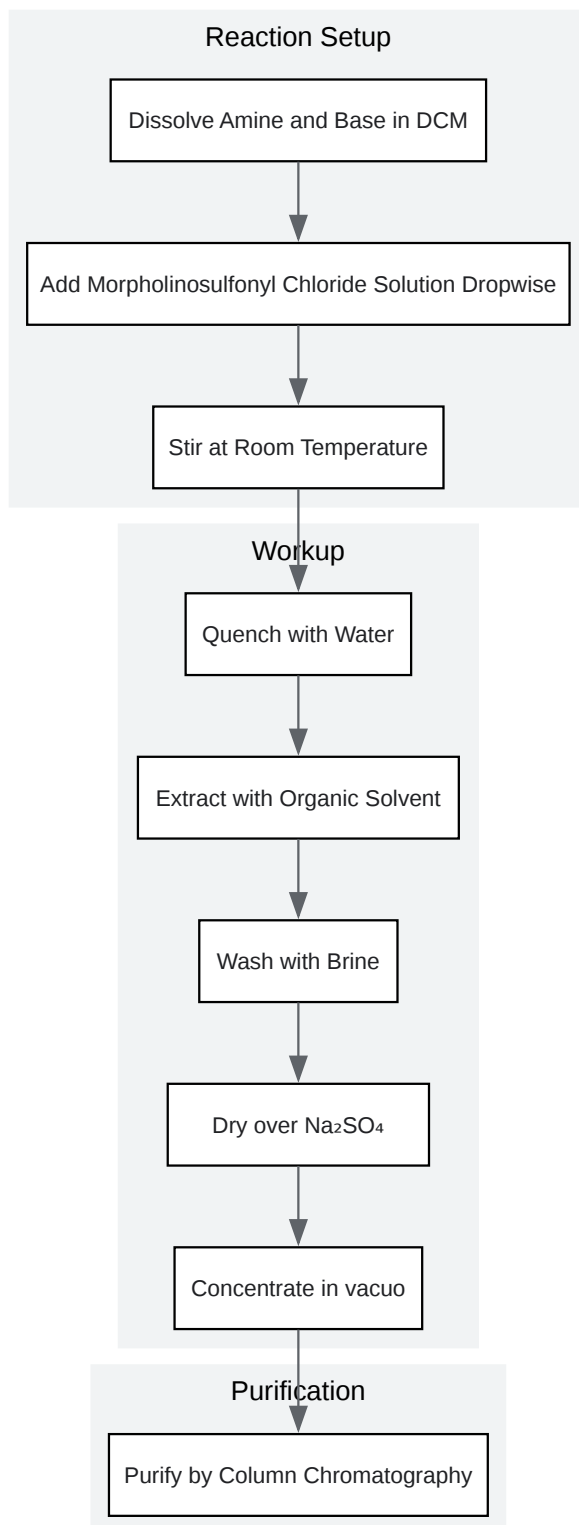 Reaction Setup
Dissolve Amine and Base in DCM
Add Morpholinosulfonyl Chloride Solution Dropwise
Stir at Room Temperature
Workup
Quench with Water
Extract with Organic Solvent
Wash with Brine
Dry over Na₂SO₄
Concentrate in vacuo
Purification
Purify by Column Chromatography